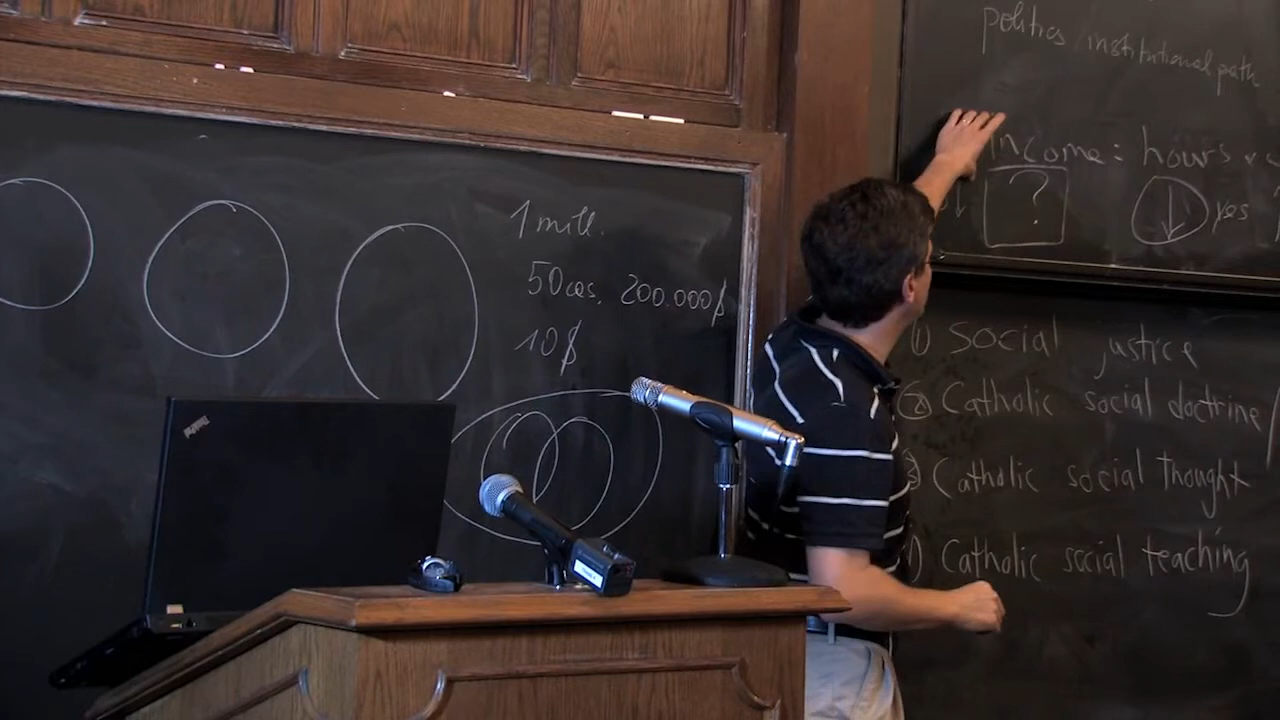 1 mill.
50 ces. 200.000$
10$
ThinkPad
politics institutional path
income: hours x
↓ ? ↓ yes
1) social justice
2) Catholic social doctrine/
3) Catholic social thought
) Catholic social teaching